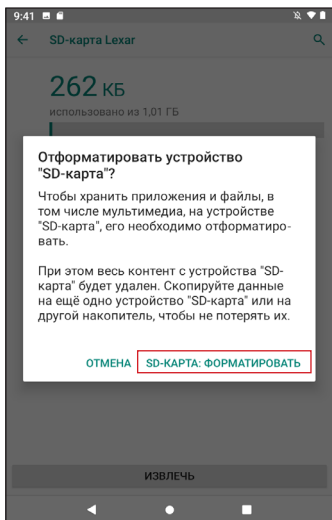 9:41
SD-карта Lexar
262 КБ
использовано из 1,01 ГБ
Отформатировать устройство
"SD-карта"?
Чтобы хранить приложения и файлы, в
том числе мультимедиа, на устройстве
"SD-карта", его необходимо отформатиро-
вать.
При этом весь контент с устройства "SD-
карта" будет удален. Скопируйте данные
на ещё одно устройство "SD-карта" или на
другой накопитель, чтобы не потерять их.
ОТМЕНА SD-КАРТА: ФОРМАТИРОВАТЬ
ИЗВЛЕЧЬ